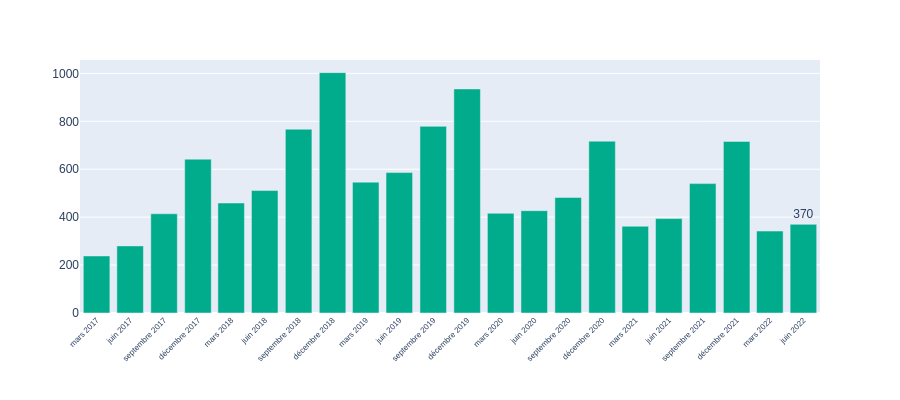 1000
800
600
400
200
0
370
mars 2017
juin 2017
septembre 2017
décembre 2017
mars 2018
juin 2018
septembre 2018
décembre 2018
mars 2019
juin 2019
septembre 2019
décembre 2019
mars 2020
juin 2020
septembre 2020
décembre 2020
mars 2021
juin 2021
septembre 2021
décembre 2021
mars 2022
juin 2022